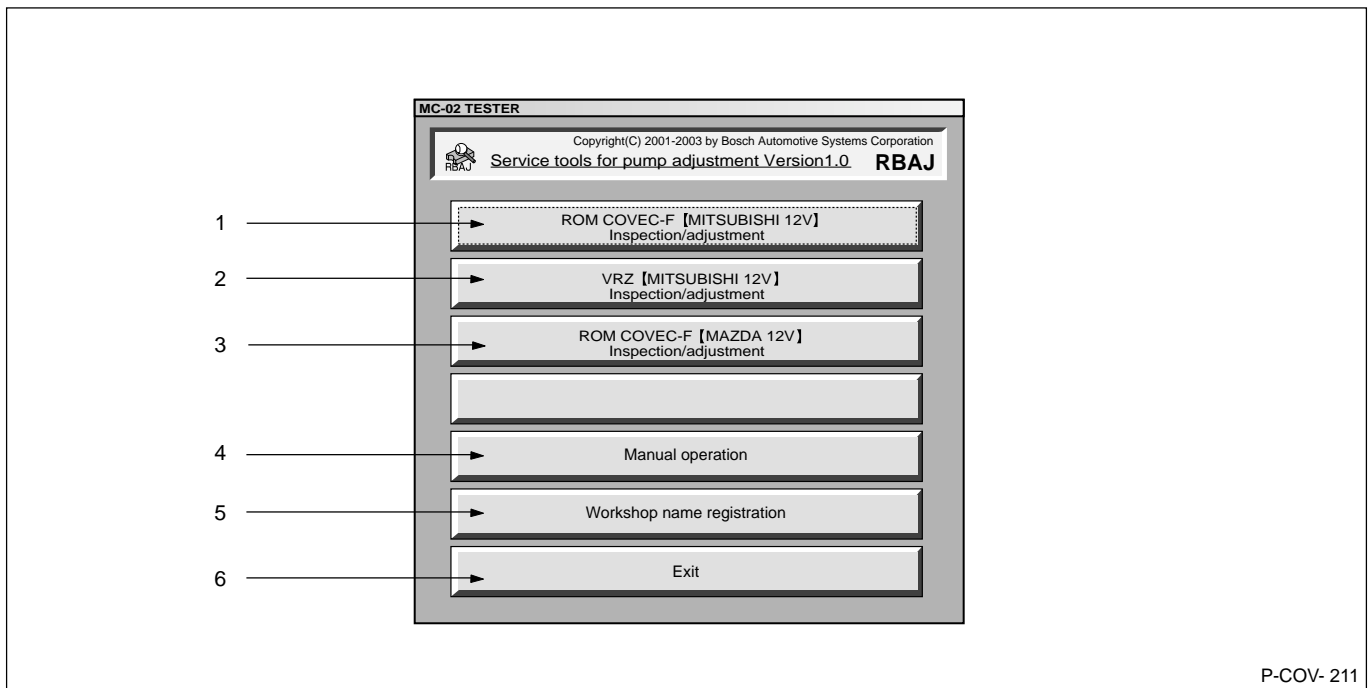 MC-02 TESTER
Copyright(C) 2001-2003 by Bosch Automotive Systems Corporation
RBAJ
Service tools for pump adjustment Version1.0 RBAJ
1
ROM COVEC-F【MITSUBISHI 12V】
Inspection/adjustment
2
VRZ【MITSUBISHI 12V】
Inspection/adjustment
3
ROM COVEC-F【MAZDA 12V】
Inspection/adjustment
4
Manual operation
5
Workshop name registration
6
Exit
P-COV- 211